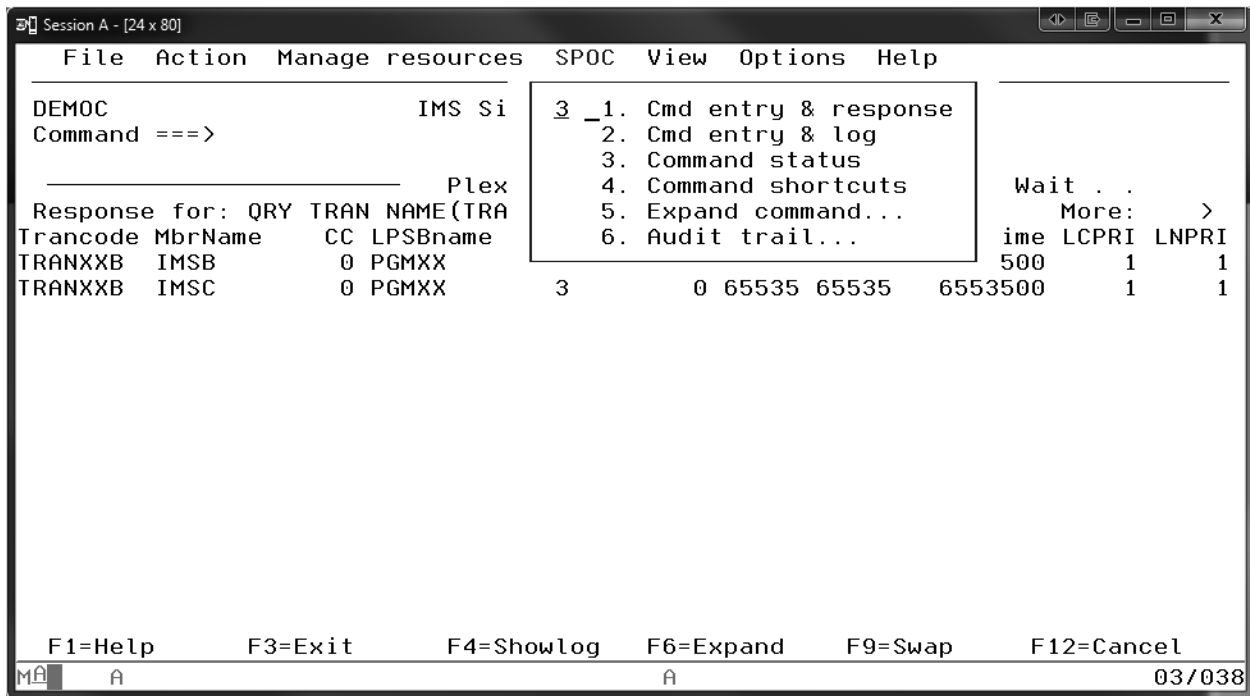 Session A - [24 x 80]
File Action Manage resources SPOC View Options Help
DEMOC IMS Si 3 _1. Cmd entry & response
Command ===> 2. Cmd entry & log
3. Command status
Plex 4. Command shortcuts Wait . .
Response for: QRY TRAN NAME(TRA 5. Expand command... More: >
Trancode MbrName CC LPSBname 6. Audit trail... ime LCPRI LNPRI
TRANXXB IMSB 0 PGMXX 500 1 1
TRANXXB IMSC 0 PGMXX 3 0 65535 65535 6553500 1 1
F1=Help F3=Exit F4=Showlog F6=Expand F9=Swap F12=Cancel
MA A A 03/038